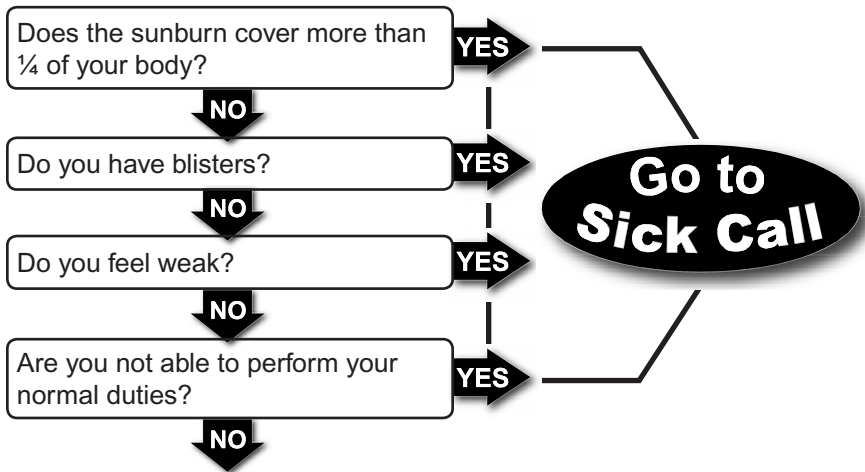 Does the sunburn cover more than
¼ of your body?
YES
NO
Do you have blisters?
YES
NO
Do you feel weak?
YES
NO
Are you not able to perform your
normal duties?
YES
NO
Go to
Sick Call